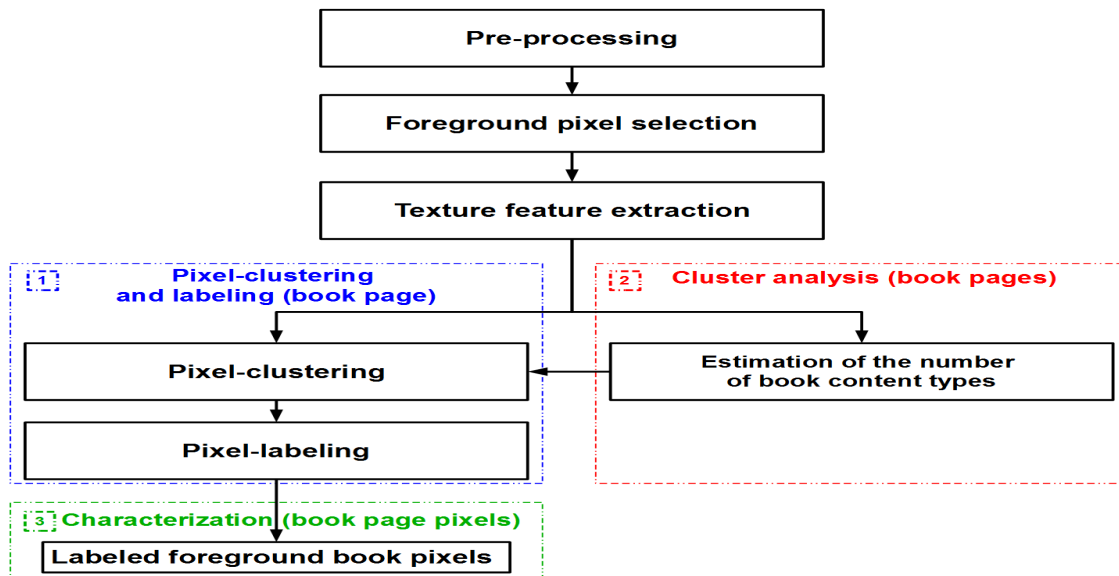 Pre-processing
Foreground pixel selection
Texture feature extraction
1 Pixel-clustering
and labeling (book page)
2 Cluster analysis (book pages)
Pixel-clustering
Estimation of the number
of book content types
Pixel-labeling
3 Characterization (book page pixels)
Labeled foreground book pixels